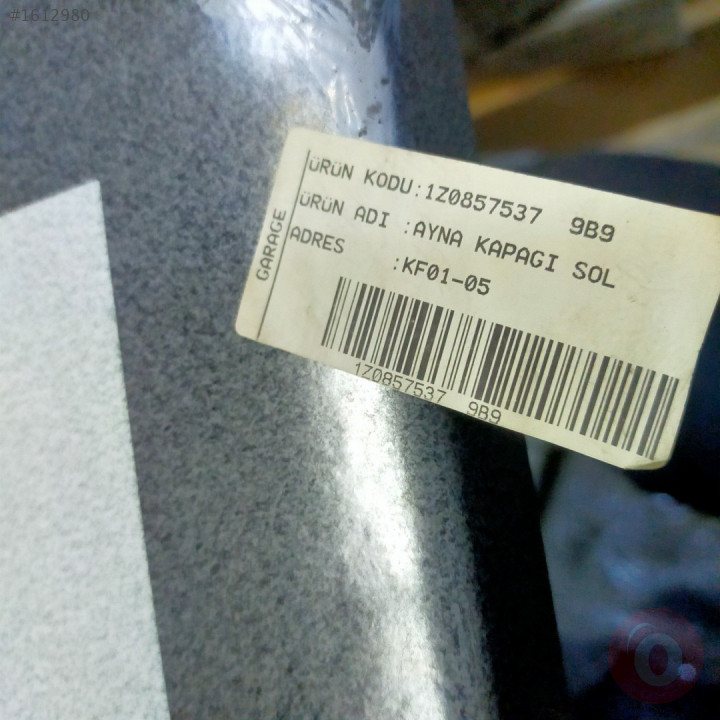 #1612980
GARAGE
ÜRÜN KODU:1Z0857537 9B9
ÜRÜN ADI :AYNA KAPAGI SOL
ADRES :KF01-05
1Z0857537 9B9